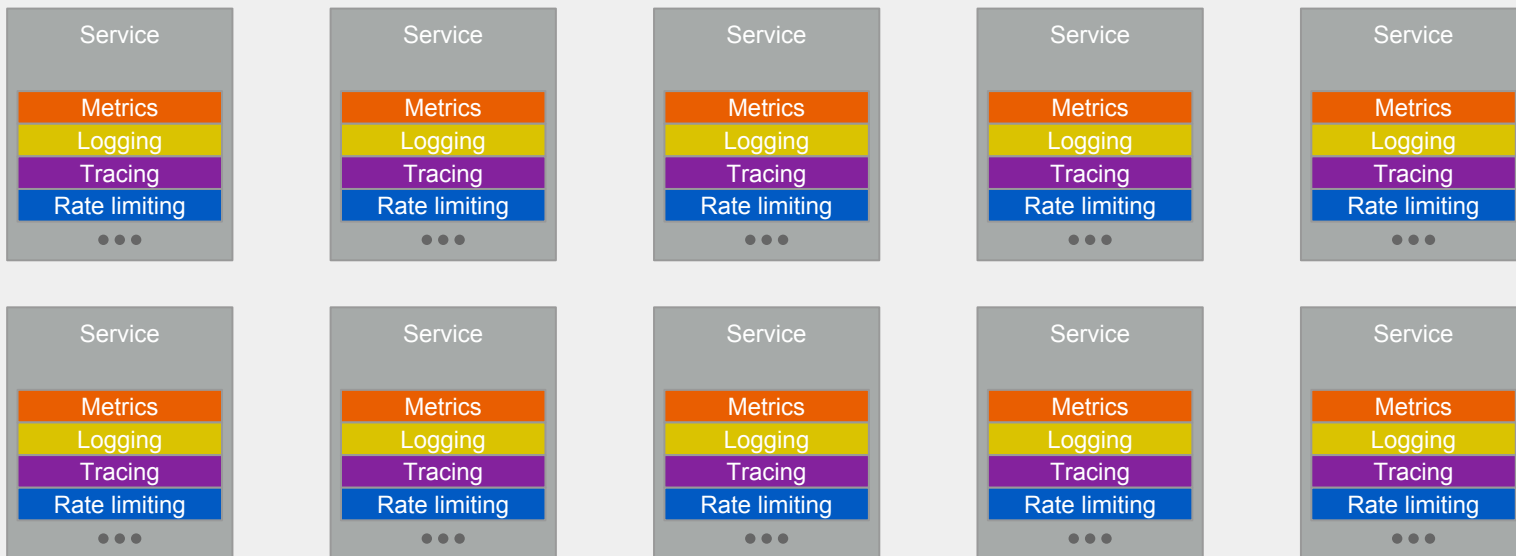 Service Service Service Service Service
Metrics Metrics Metrics Metrics Metrics
Logging Logging Logging Logging Logging
Tracing Tracing Tracing Tracing Tracing
Rate limiting Rate limiting Rate limiting Rate limiting Rate limiting
Service Service Service Service Service
Metrics Metrics Metrics Metrics Metrics
Logging Logging Logging Logging Logging
Tracing Tracing Tracing Tracing Tracing
Rate limiting Rate limiting Rate limiting Rate limiting Rate limiting